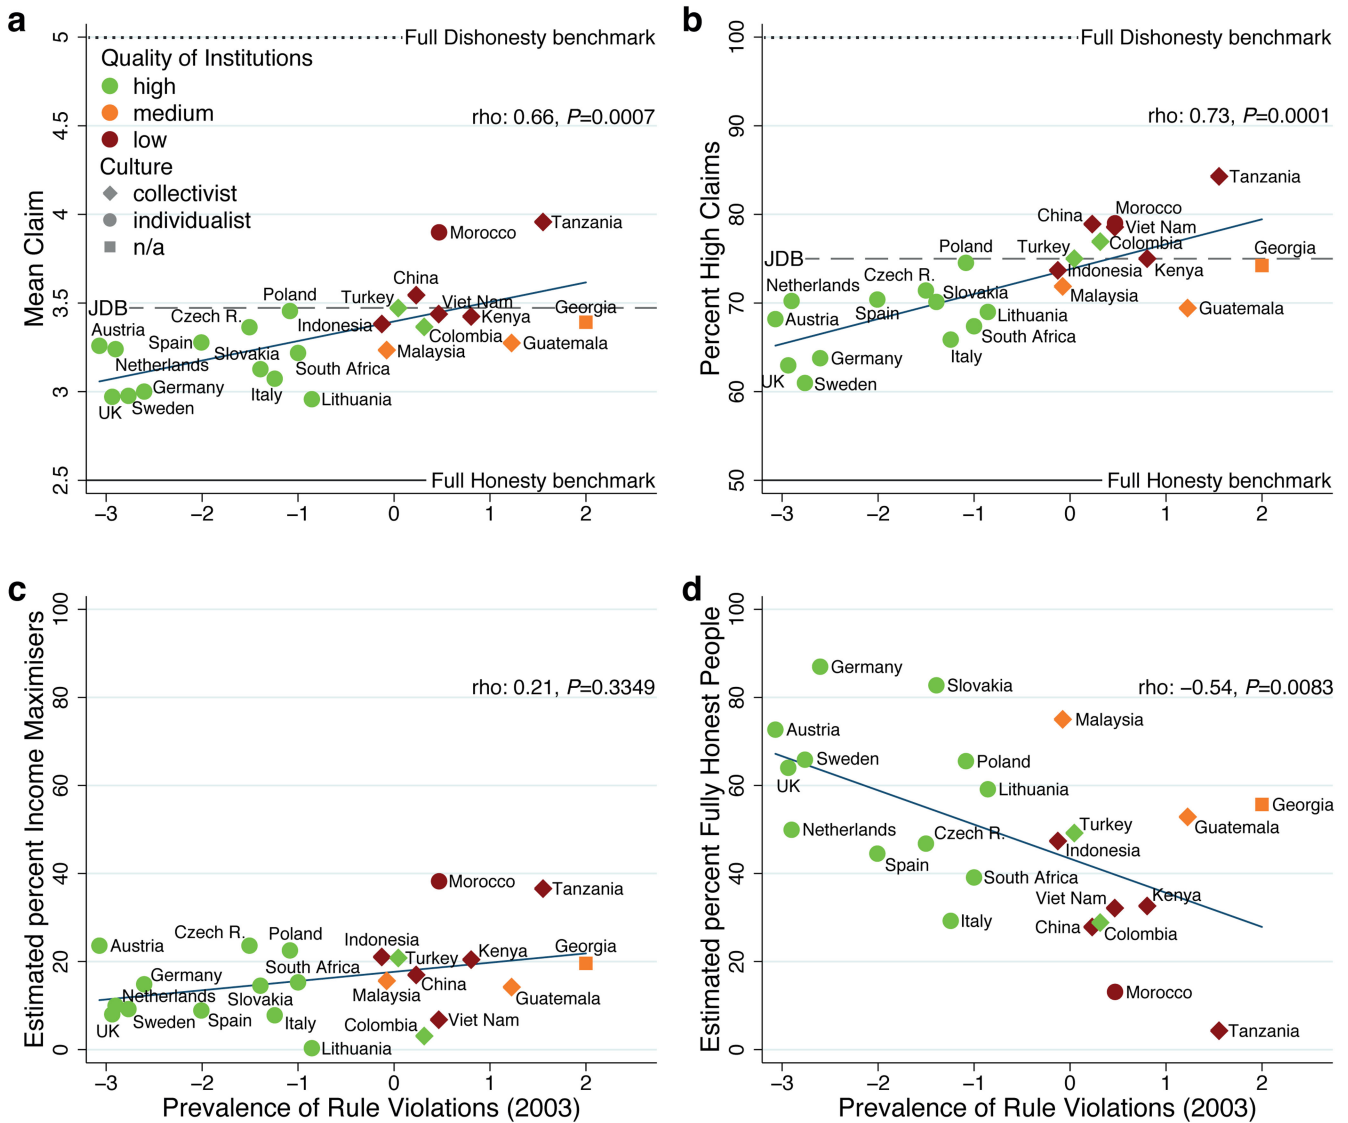 a
Mean Claim
5
4.5
4
3.5
3
2.5
Full Dishonesty benchmark
Quality of Institutions
high
medium
low
Culture
collectivist
individualist
n/a
rho: 0.66, P=0.0007
Morocco
Tanzania
China
JDB
Poland
Turkey
Viet Nam
Georgia
Austria
Czech R.
Indonesia
Kenya
Spain
Colombia
Guatemala
Netherlands
Slovakia
Malaysia
South Africa
Germany
Italy
Lithuania
UK
Sweden
Full Honesty benchmark
−3
−2
−1
0
1
2
b
Percent High Claims
100
90
80
70
60
50
Full Dishonesty benchmark
rho: 0.73, P=0.0001
Tanzania
China
Morocco
Viet Nam
Poland
Turkey
Colombia
Georgia
JDB
Czech R.
Indonesia
Kenya
Netherlands
Slovakia
Malaysia
Austria
Spain
Lithuania
Guatemala
South Africa
Italy
Germany
UK
Sweden
Full Honesty benchmark
−3
−2
−1
0
1
2
c
Estimated percent Income Maximisers
100
80
60
40
20
0
rho: 0.21, P=0.3349
Morocco
Tanzania
Austria
Czech R.
Poland
Indonesia
Turkey
Kenya
Georgia
Germany
South Africa
China
Netherlands
Slovakia
Malaysia
Guatemala
UK
Sweden
Spain
Italy
Colombia
Viet Nam
Lithuania
−3
−2
−1
0
1
2
Prevalence of Rule Violations (2003)
d
Estimated percent Fully Honest People
100
80
60
40
20
0
Germany
Slovakia
rho: −0.54, P=0.0083
Malaysia
Austria
Sweden
Poland
UK
Lithuania
Georgia
Netherlands
Czech R.
Turkey
Guatemala
Indonesia
Spain
South Africa
Viet Nam
Kenya
Italy
China
Colombia
Morocco
Tanzania
−3
−2
−1
0
1
2
Prevalence of Rule Violations (2003)